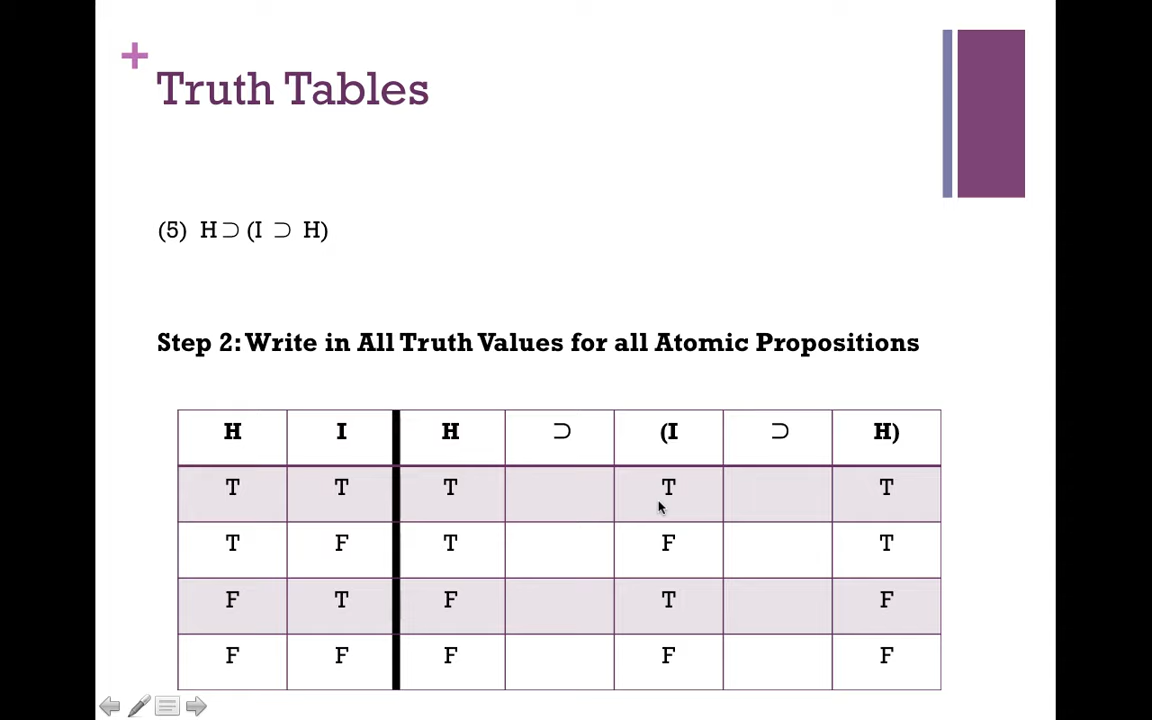 +
Truth Tables
(5) H ⊃ (I ⊃ H)
Step 2: Write in All Truth Values for all Atomic Propositions
H I H ⊃ (I ⊃ H)
T T T T T
T F T F T
F T F T F
F F F F F